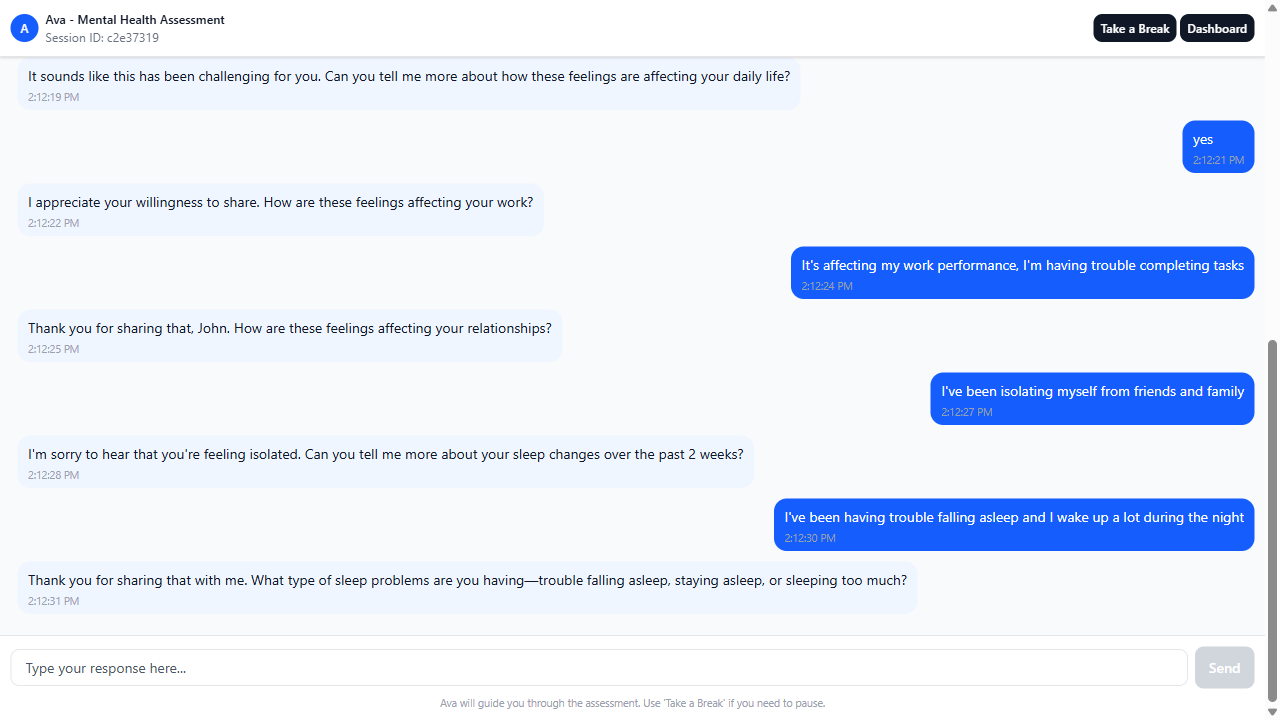 A
Ava - Mental Health Assessment
Session ID: c2e37319
Take a Break
Dashboard
It sounds like this has been challenging for you. Can you tell me more about how these feelings are affecting your daily life?
2:12:19 PM
yes
2:12:21 PM
I appreciate your willingness to share. How are these feelings affecting your work?
2:12:22 PM
It's affecting my work performance, I'm having trouble completing tasks
2:12:24 PM
Thank you for sharing that, John. How are these feelings affecting your relationships?
2:12:25 PM
I've been isolating myself from friends and family
2:12:27 PM
I'm sorry to hear that you're feeling isolated. Can you tell me more about your sleep changes over the past 2 weeks?
2:12:28 PM
I've been having trouble falling asleep and I wake up a lot during the night
2:12:30 PM
Thank you for sharing that with me. What type of sleep problems are you having—trouble falling asleep, staying asleep, or sleeping too much?
2:12:31 PM
Type your response here...
Send
Ava will guide you through the assessment. Use 'Take a Break' if you need to pause.